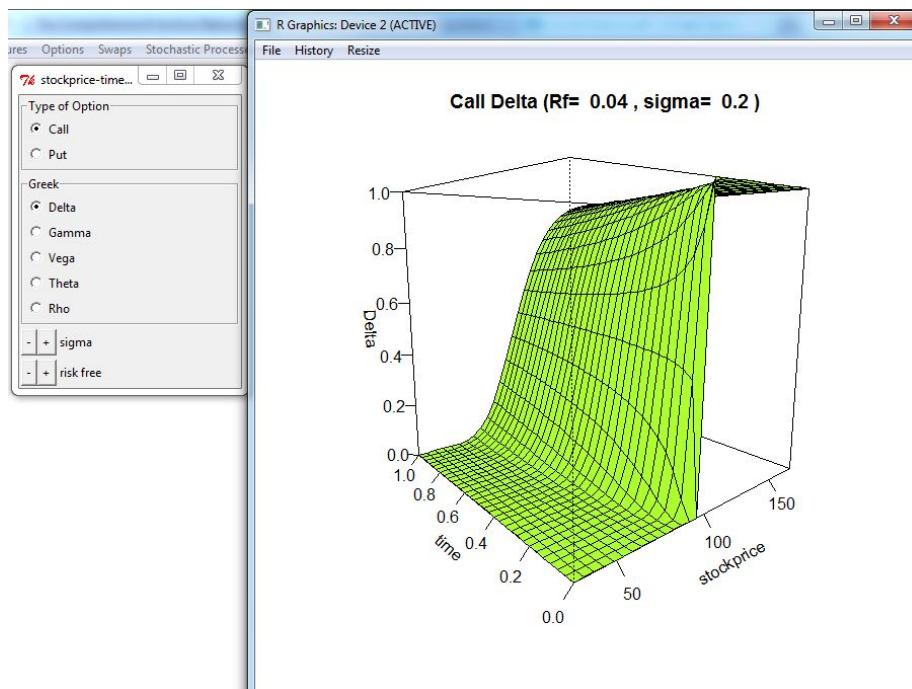 R Graphics: Device 2 (ACTIVE)
ures Options Swaps Stochastic Processe
File History Resize
7% stockprice-time...
Type of Option
Call
Put
Greek
Delta
Gamma
Vega
Theta
Rho
- + sigma
- + risk free
Call Delta (Rf= 0.04 , sigma= 0.2 )
1.0
0.8
0.6
0.4
0.2
0.0
Delta
1.0
0.8
0.6
0.4
0.2
0.0
time
50
100
150
stockprice